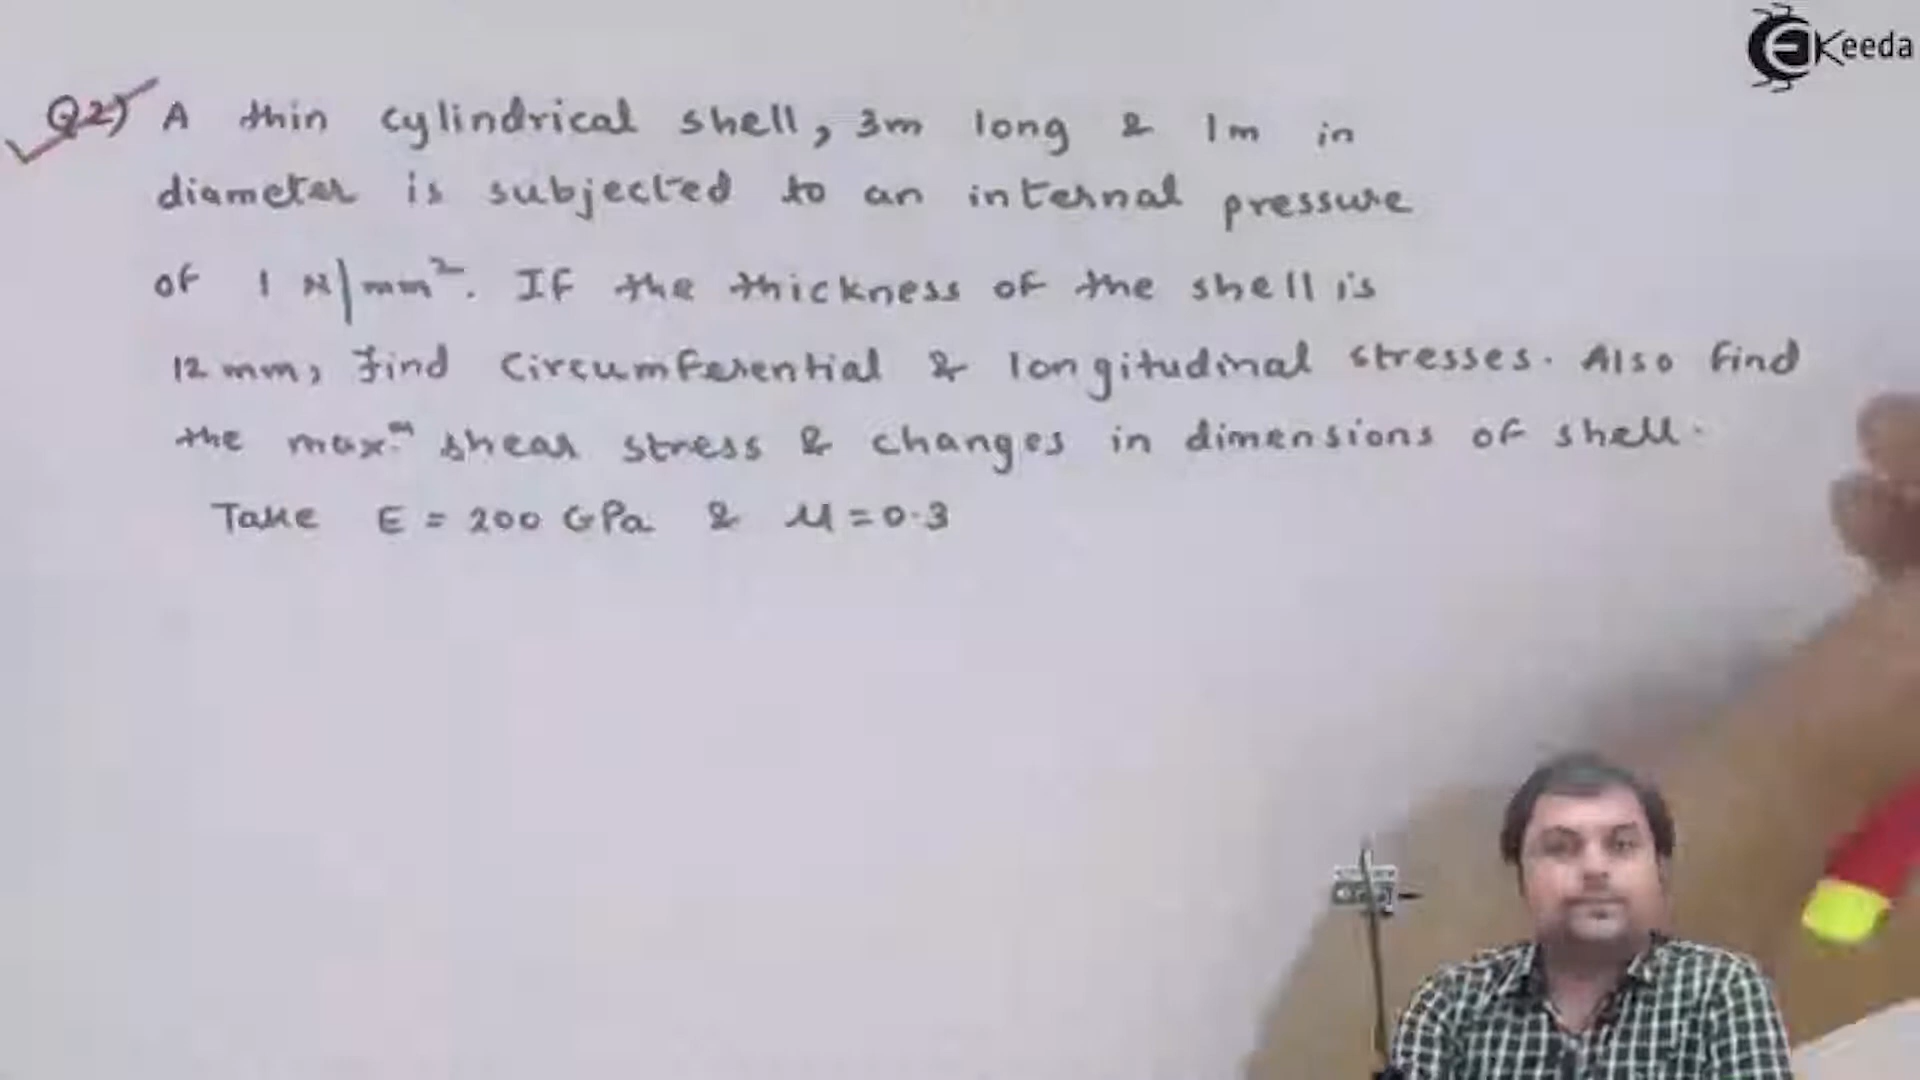 Ekeeda
Q2) A thin cylindrical shell, 3m long & 1m in
diameter is subjected to an internal pressure
of 1 N/mm². If the thickness of the shell is
12 mm, find circumferential & longitudinal stresses. Also find
the maxᵐ shear stress & changes in dimensions of shell.
Take E = 200 GPa & μ = 0.3